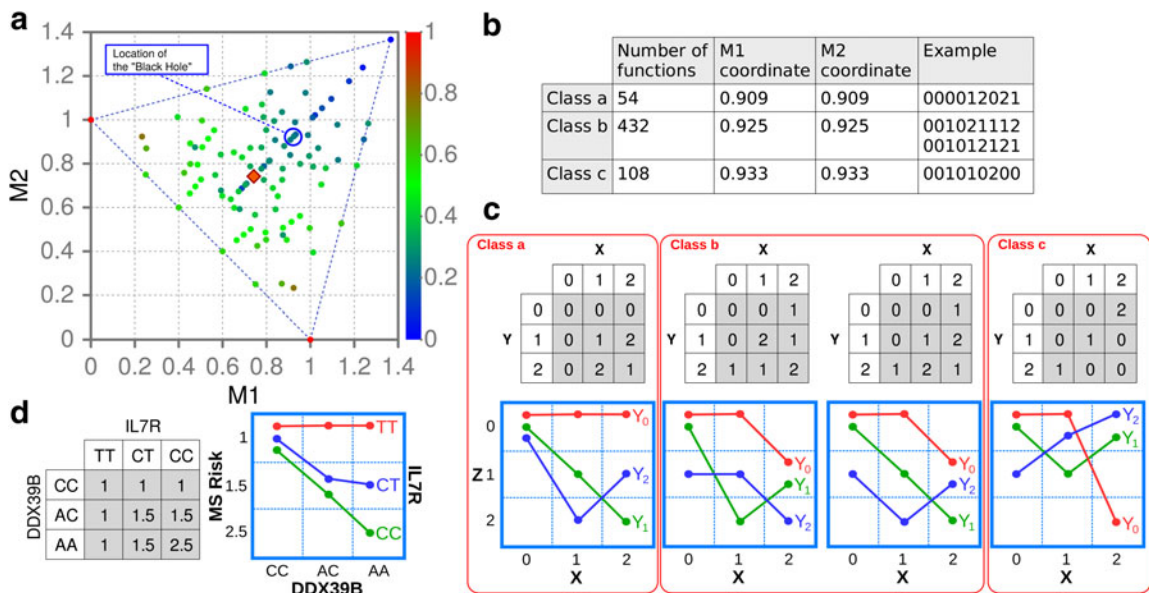 a
M2
1.4
1.2
1
0.8
0.6
0.4
0.2
0
0 0.2 0.4 0.6 0.8 1 1.2 1.4
M1
Location of
the "Black Hole"
1
0.8
0.6
0.4
0.2
0
b
Number of functions M1 coordinate M2 coordinate Example
Class a 54 0.909 0.909 000012021
Class b 432 0.925 0.925 001021112
001012121
Class c 108 0.933 0.933 001010200
c
Class a
X
0 1 2
0 0 0 0
Y 1 0 1 2
2 0 2 1
Class b
X
0 1 2
0 0 0 1
Y 1 0 2 1
2 1 1 2
X
0 1 2
0 0 0 1
Y 1 0 1 2
2 1 2 1
Class c
X
0 1 2
0 0 0 2
Y 1 0 1 0
2 1 0 0
Z
0
1
2
Y0
Y2
Y1
0 1 2
X
Y0
Y1
Y2
0 1 2
X
Y0
Y2
Y1
0 1 2
X
Y2
Y1
Y0
0 1 2
X
d
IL7R
TT CT CC
DDX39B
CC 1 1 1
AC 1 1.5 1.5
AA 1 1.5 2.5
MS Risk
1
1.5
2.5
TT
CT
CC
IL7R
CC AC AA
DDX39B